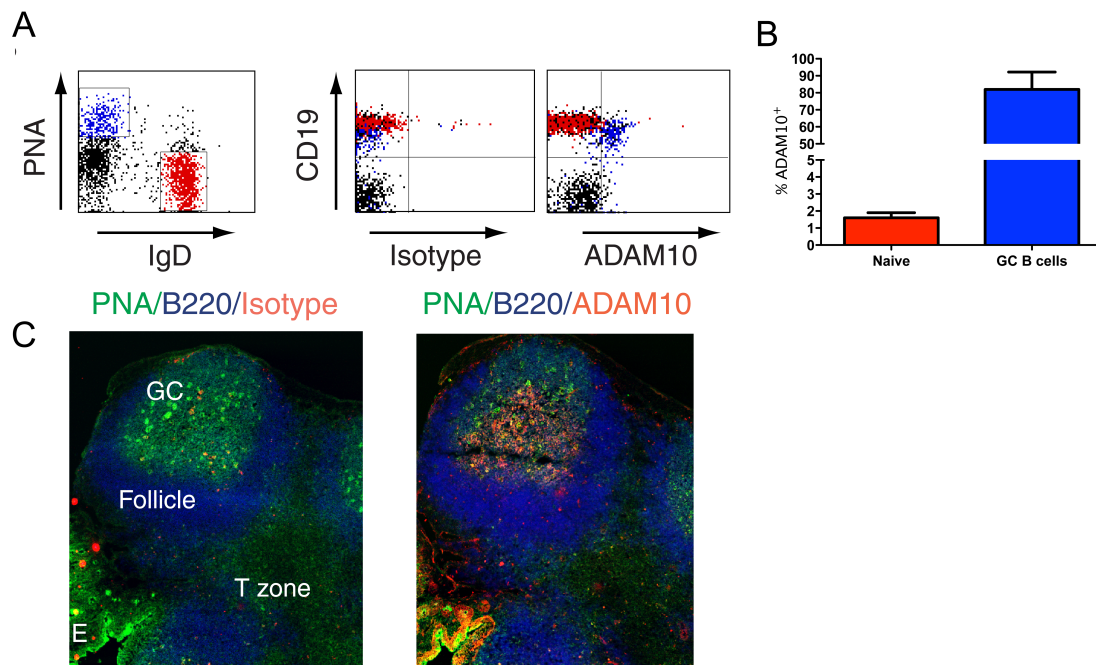 A
PNA
IgD
CD19
Isotype
ADAM10
B
% ADAM10⁺
100
90
80
70
60
50
5
4
3
2
1
0
Naive
GC B cells
C
PNA/B220/Isotype
GC
Follicle
T zone
E
PNA/B220/ADAM10